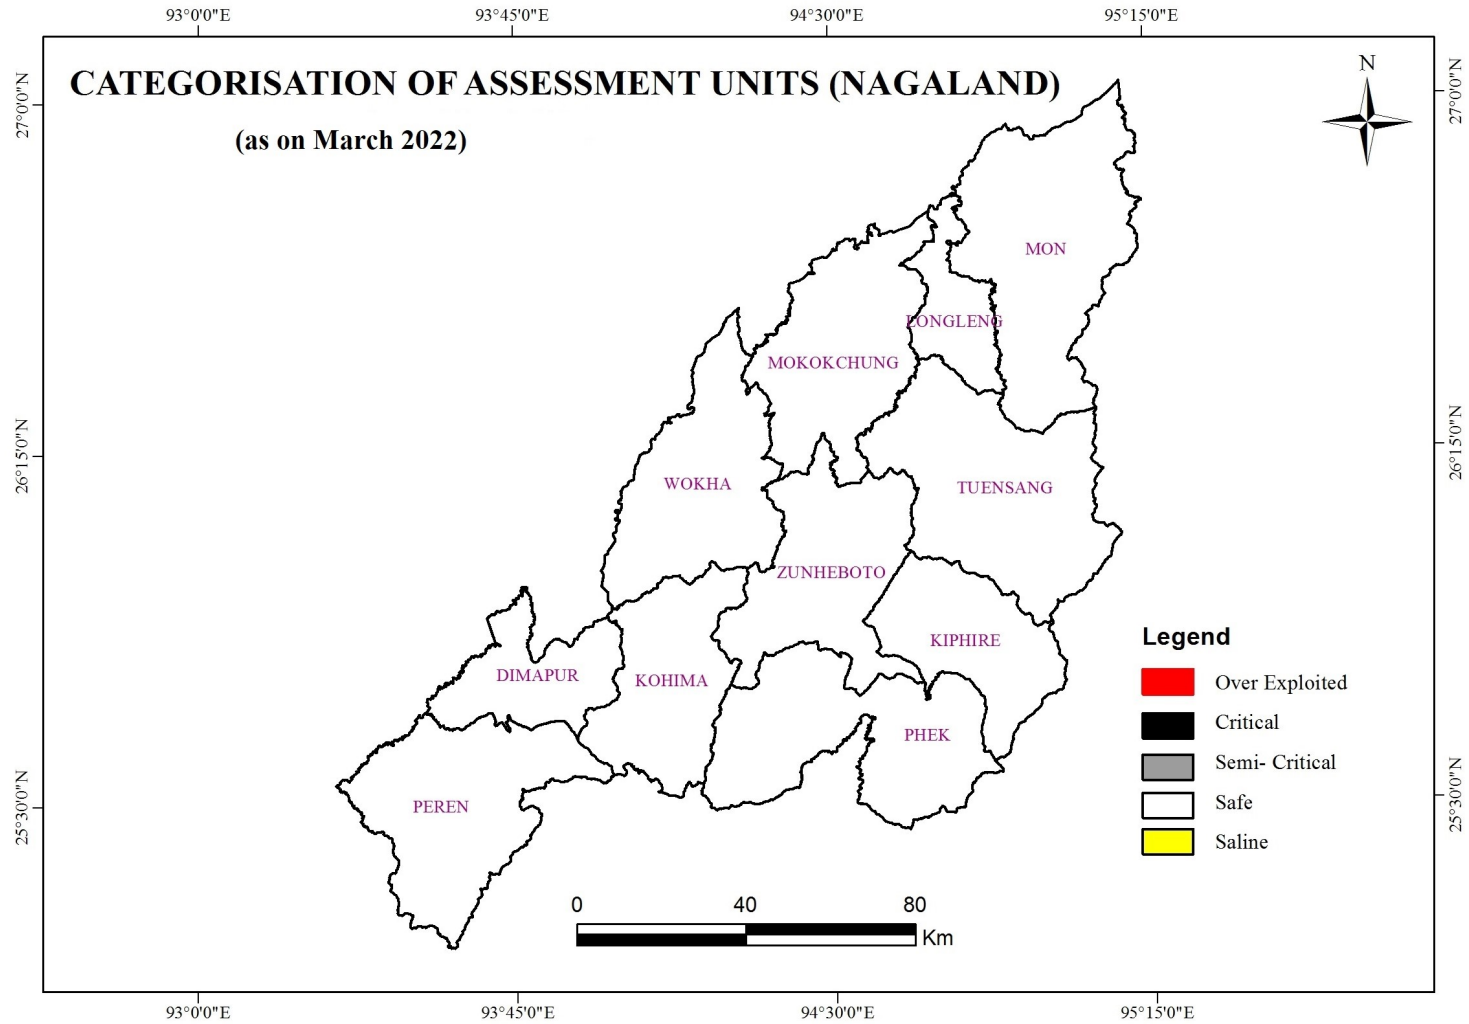 93°0'0"E 93°45'0"E 94°30'0"E 95°15'0"E
CATEGORISATION OF ASSESSMENT UNITS (NAGALAND)
(as on March 2022)
N
27°0'0"N
27°0'0"N
MON
LONGLENG
MOKOKCHUNG
26°15'0"N
26°15'0"N
WOKHA
TUENSANG
ZUNHEBOTO
KIPHIRE
DIMAPUR
KOHIMA
PHEK
PEREN
25°30'0"N
25°30'0"N
Legend
Over Exploited
Critical
Semi- Critical
Safe
Saline
0 40 80
Km
93°0'0"E 93°45'0"E 94°30'0"E 95°15'0"E